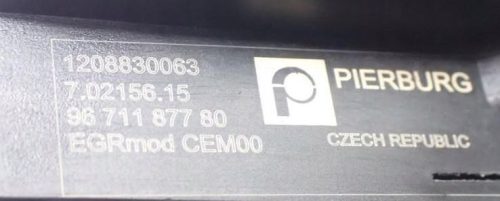 1208830063
7.02156.15
96 711 877 80
EGRmod CEM00
PIERBURG
CZECH REPUBLIC